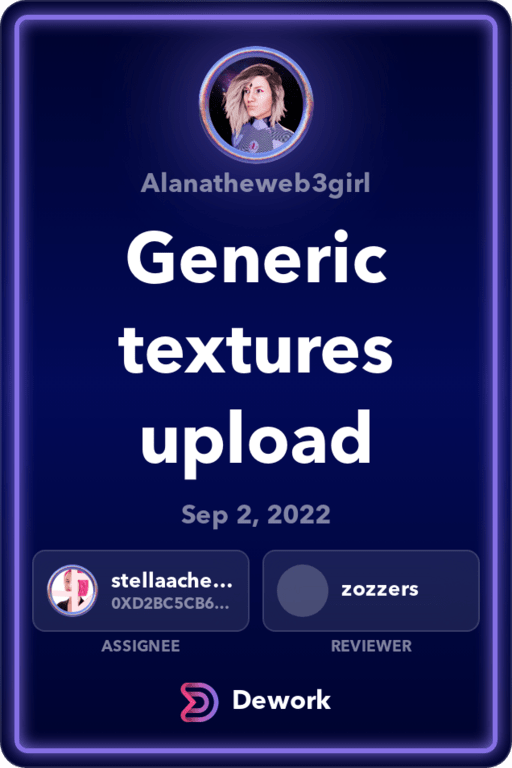 Alanatheweb3girl
Generic
textures
upload
Sep 2, 2022
stellaache...
0XD2BC5CB6...
ASSIGNEE
zozzers
REVIEWER
Dework